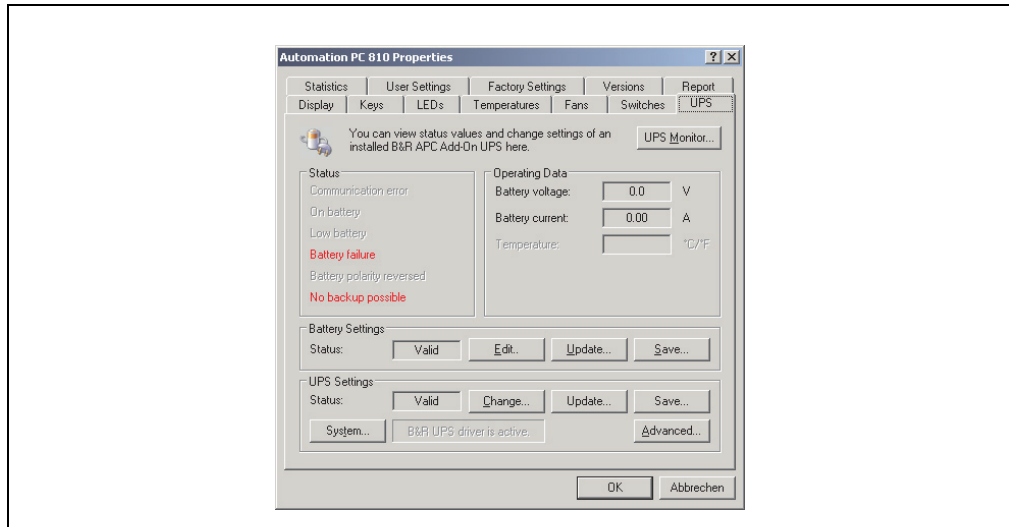 Automation PC 810 Properties
Statistics User Settings Factory Settings Versions Report
Display Keys LEDs Temperatures Fans Switches UPS
You can view status values and change settings of an
installed B&R APC Add-On UPS here.
UPS Monitor...
Status
Communication error
On battery
Low battery
Battery failure
Battery polarity reversed
No backup possible
Operating Data
Battery voltage: 0.0 V
Battery current: 0.00 A
Temperature: °C/°F
Battery Settings
Status: Valid Edit.. Update... Save...
UPS Settings
Status: Valid Change... Update... Save...
System... B&R UPS driver is active. Advanced...
OK Abbrechen